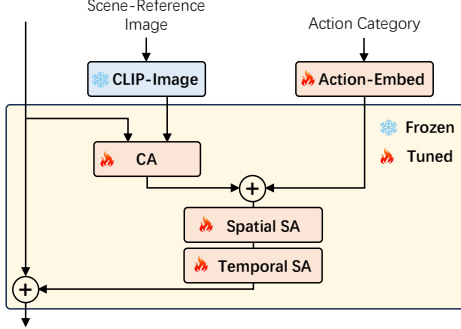 Scene-Reference
Image
Action Category
CLIP-Image
Action-Embed
Frozen
Tuned
CA
+
Spatial SA
Temporal SA
+